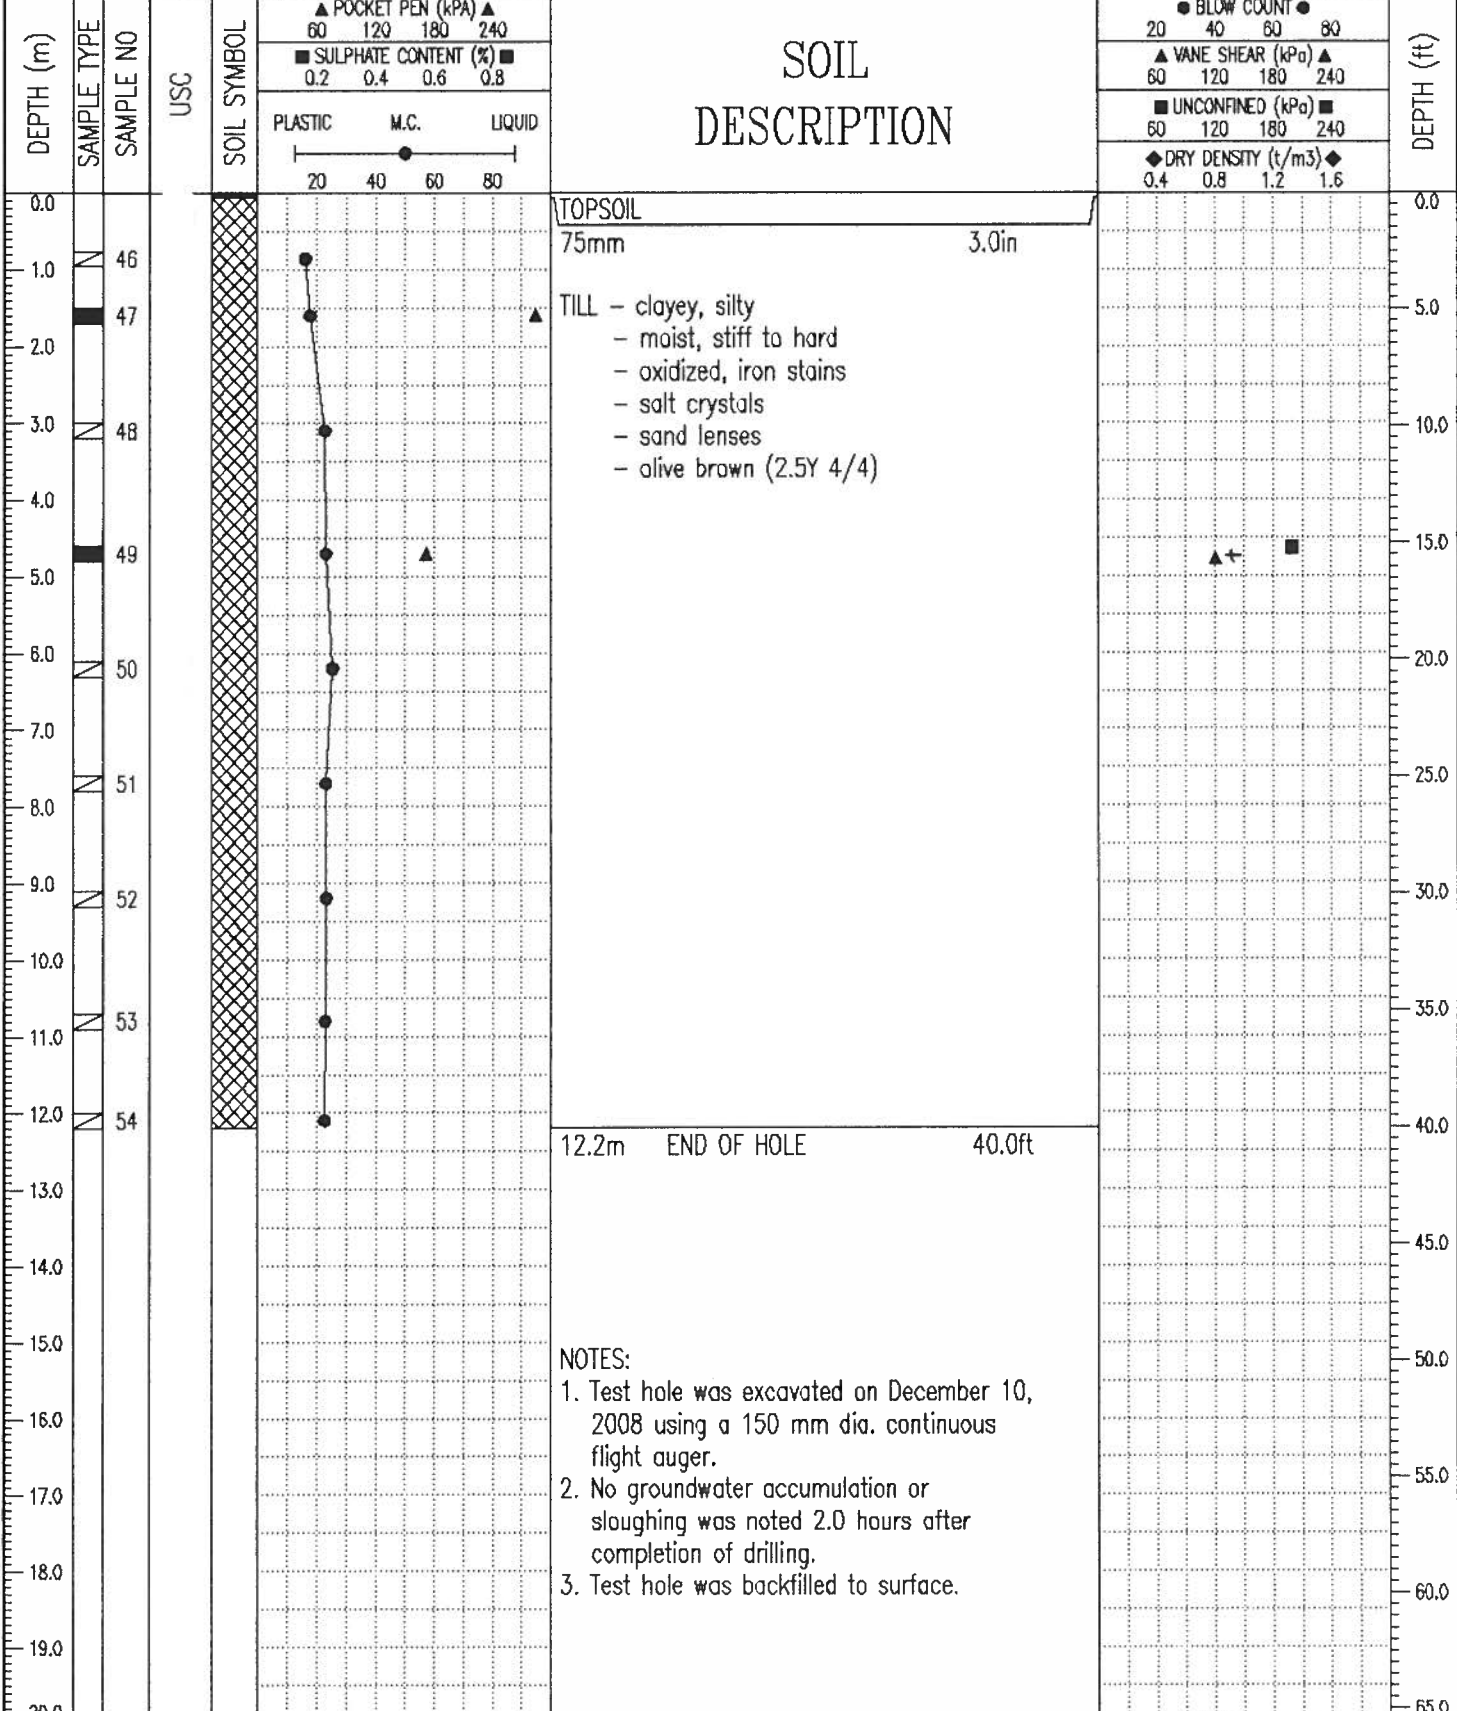 DEPTH (m)
SAMPLE TYPE
SAMPLE NO
USC
SOIL SYMBOL
▲ POCKET PEN (kPA) ▲
60 120 180 240
■ SULPHATE CONTENT (%) ■
0.2 0.4 0.6 0.8
PLASTIC M.C. LIQUID
20 40 60 80
SOIL
DESCRIPTION
● BLOW COUNT ●
20 40 60 80
▲ VANE SHEAR (kPa) ▲
60 120 180 240
■ UNCONFINED (kPa) ■
60 120 180 240
◆ DRY DENSITY (t/m3) ◆
0.4 0.8 1.2 1.6
DEPTH (ft)
0.0
1.0
2.0
3.0
4.0
5.0
6.0
7.0
8.0
9.0
10.0
11.0
12.0
13.0
14.0
15.0
16.0
17.0
18.0
19.0
20.0
46
47
48
49
50
51
52
53
54
TOPSOIL
75mm 3.0in
TILL – clayey, silty
– moist, stiff to hard
– oxidized, iron stains
– salt crystals
– sand lenses
– olive brown (2.5Y 4/4)
12.2m END OF HOLE 40.0ft
NOTES:
1. Test hole was excavated on December 10,
2008 using a 150 mm dia. continuous
flight auger.
2. No groundwater accumulation or
sloughing was noted 2.0 hours after
completion of drilling.
3. Test hole was backfilled to surface.
0.0
5.0
10.0
15.0
20.0
25.0
30.0
35.0
40.0
45.0
50.0
55.0
60.0
65.0